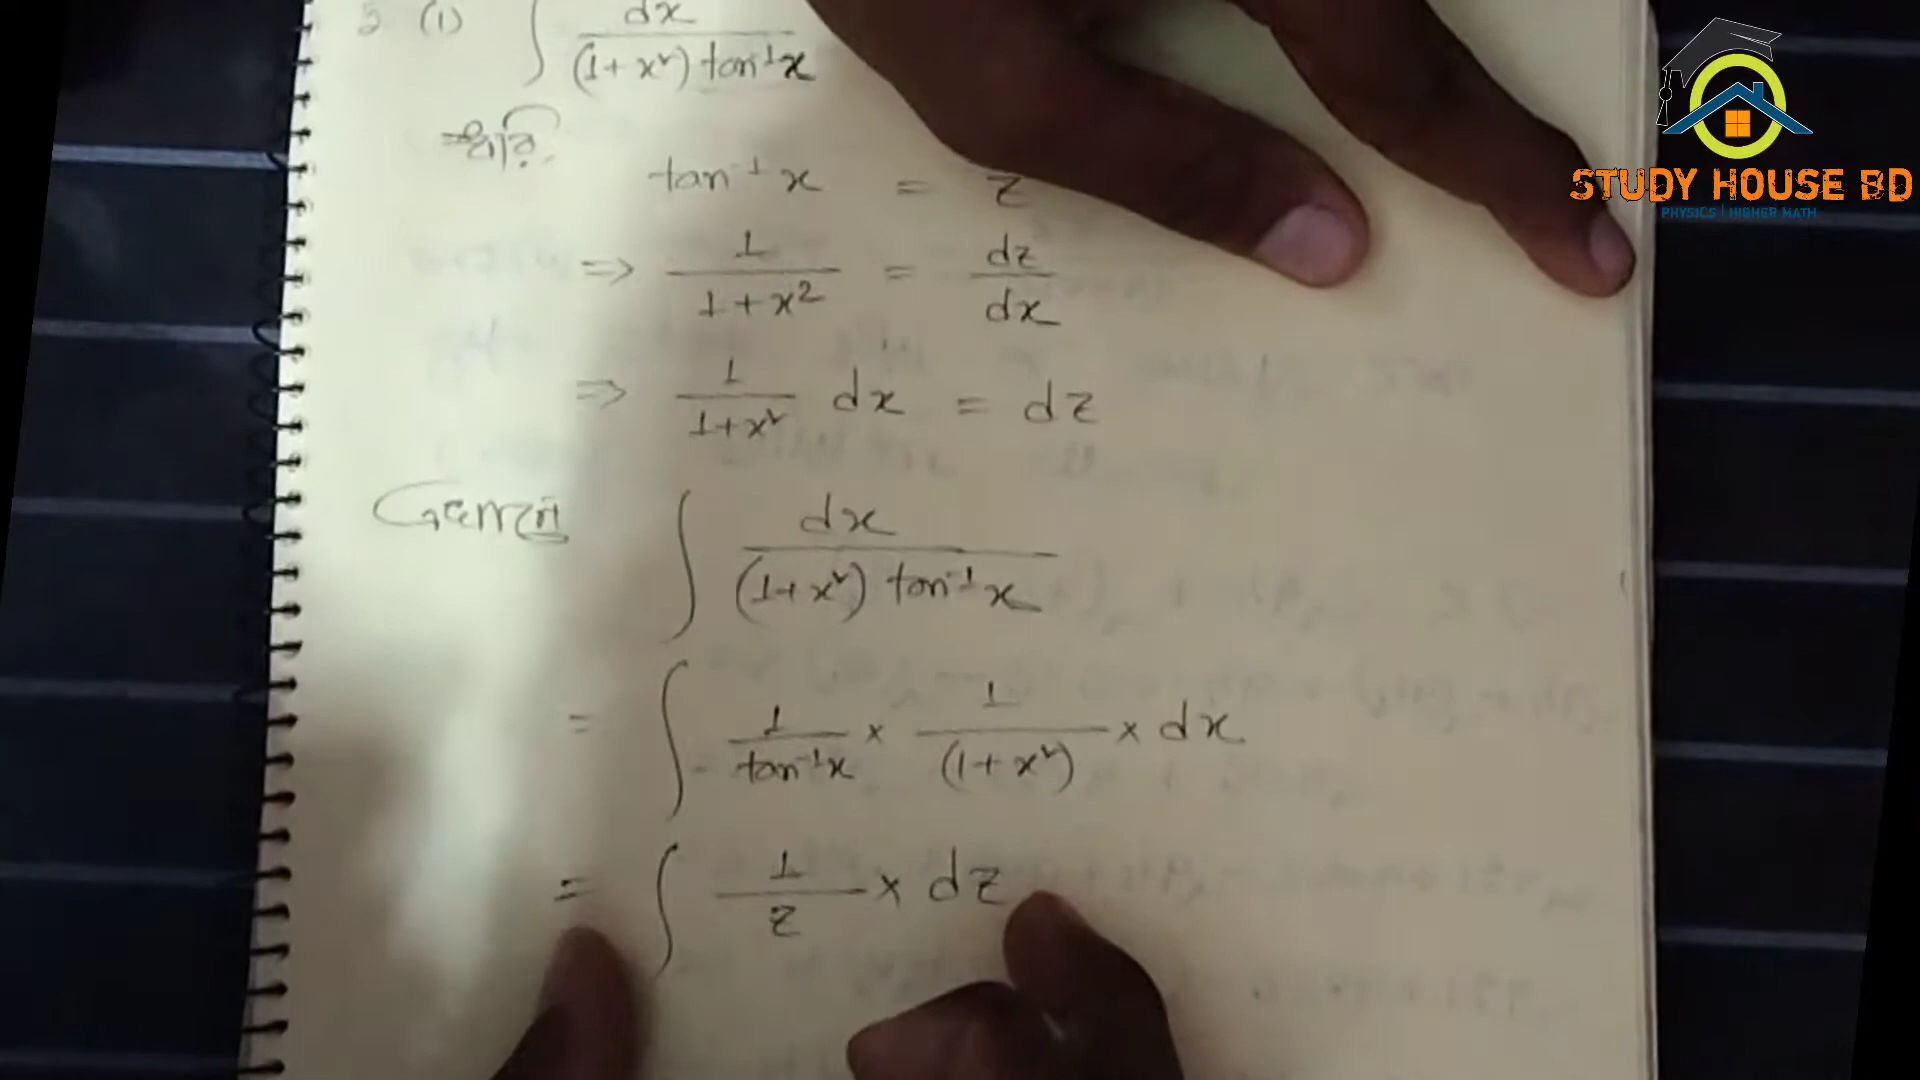 (1) ∫ dx / (1+x²) tan⁻¹x
ধরি,
tan⁻¹x = z
⇒ 1 / 1+x² = dz / dx
⇒ 1 / 1+x² dx = dz
∫ dx / (1+x²) tan⁻¹x
= ∫ 1 / tan⁻¹x × 1 / (1+x²) × dx
= ∫ 1 / z × dz
STUDY HOUSE BD
PHYSICS | HIGHER MATH